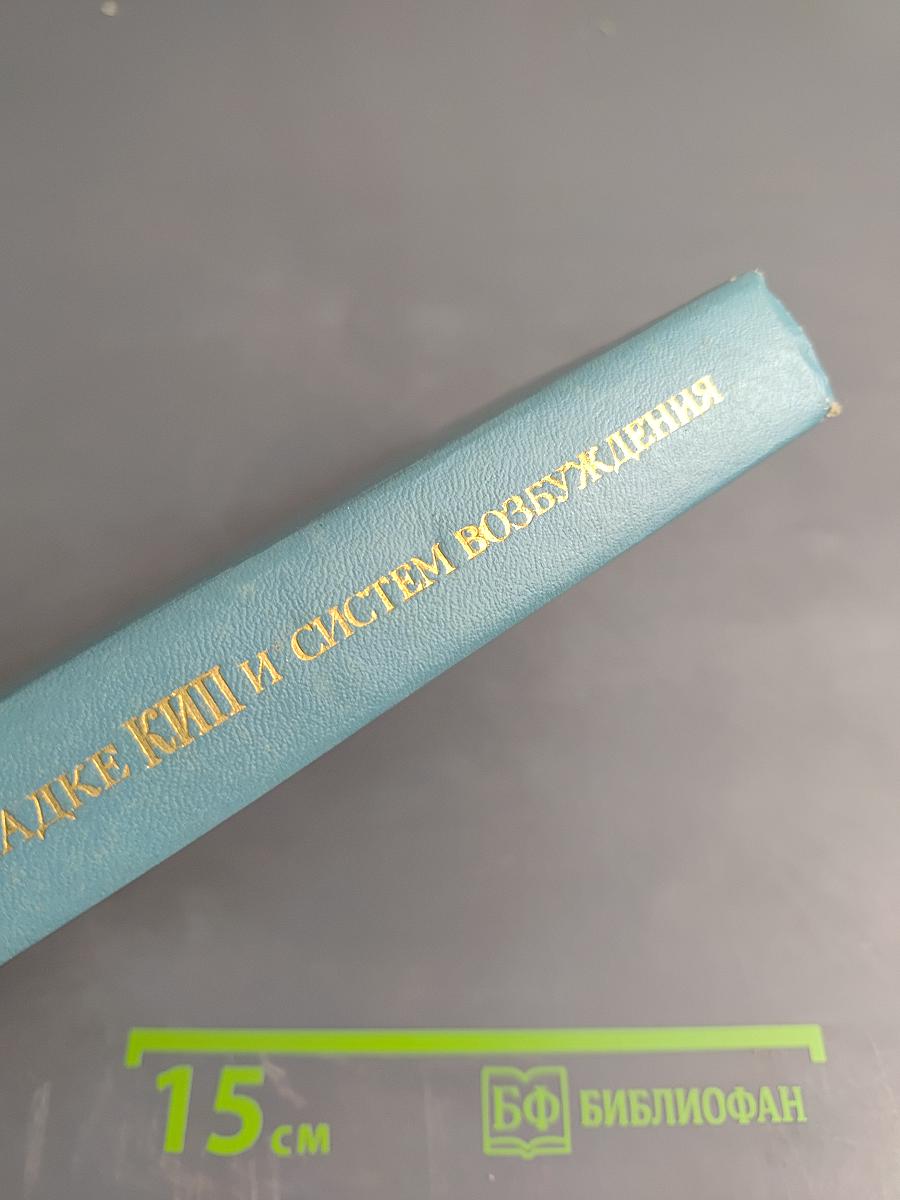 АДКЕ КИП И СИСТЕМ ВОЗБУЖДЕНИЯ
15 см
БФ БИБЛИОФАН